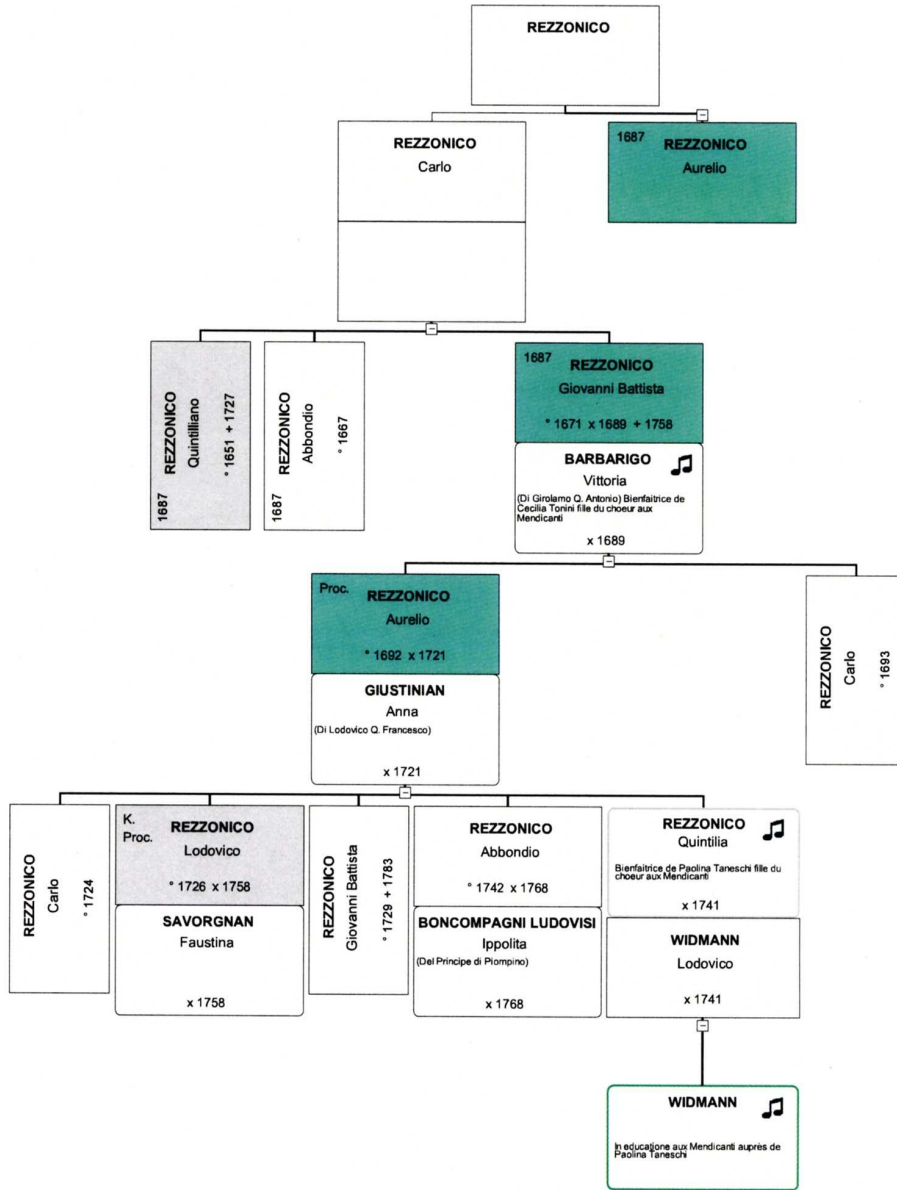 REZZONICO
REZZONICO
Carlo
1687
REZZONICO
Aurelio
1687
REZZONICO
Quintilliano
° 1651 + 1727
1687
REZZONICO
Abbondio
° 1667
1687
REZZONICO
Giovanni Battista
° 1671 x 1689 + 1758
BARBARIGO
Vittoria
(Di Girolamo Q. Antonio) Bienfaitrice de
Cecilia Tonini fille du choeur aux
Mendicanti
x 1689
Proc.
REZZONICO
Aurelio
° 1692 x 1721
GIUSTINIAN
Anna
(Di Lodovico Q. Francesco)
x 1721
REZZONICO
Carlo
° 1693
REZZONICO
Carlo
° 1724
K.
Proc.
REZZONICO
Lodovico
° 1726 x 1758
SAVORGNAN
Faustina
x 1758
REZZONICO
Giovanni Battista
° 1729 + 1783
REZZONICO
Abbondio
° 1742 x 1768
BONCOMPAGNI LUDOVISI
Ippolita
(Del Principe di Piompino)
x 1768
REZZONICO
Quintilia
Bienfaitrice de Paolina Taneschi fille du
choeur aux Mendicanti
x 1741
WIDMANN
Lodovico
x 1741
WIDMANN
In educatione aux Mendicanti auprès de
Paolina Taneschi